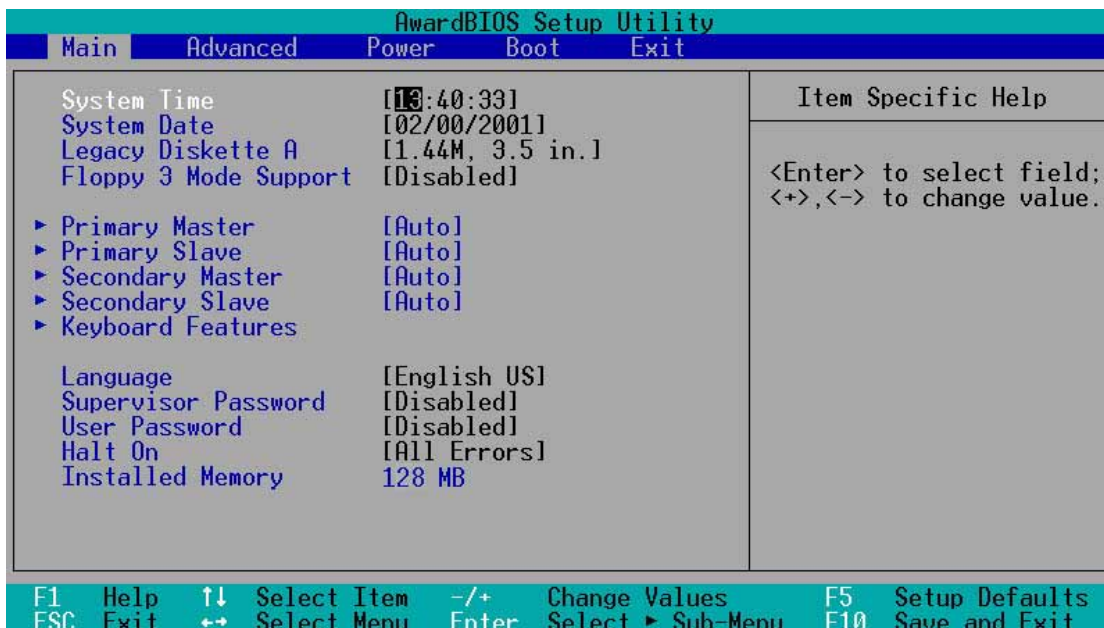 AwardBIOS Setup Utility
Main Advanced Power Boot Exit
System Time [13:40:33]
System Date [02/00/2001]
Legacy Diskette A [1.44M, 3.5 in.]
Floppy 3 Mode Support [Disabled]
► Primary Master [Auto]
► Primary Slave [Auto]
► Secondary Master [Auto]
► Secondary Slave [Auto]
► Keyboard Features
Language [English US]
Supervisor Password [Disabled]
User Password [Disabled]
Halt On [All Errors]
Installed Memory 128 MB
Item Specific Help
<Enter> to select field;
<+>,<-> to change value.
F1 Help ↑↓ Select Item -/+ Change Values F5 Setup Defaults
ESC Exit ←→ Select Menu Enter Select ► Sub-Menu F10 Save and Exit